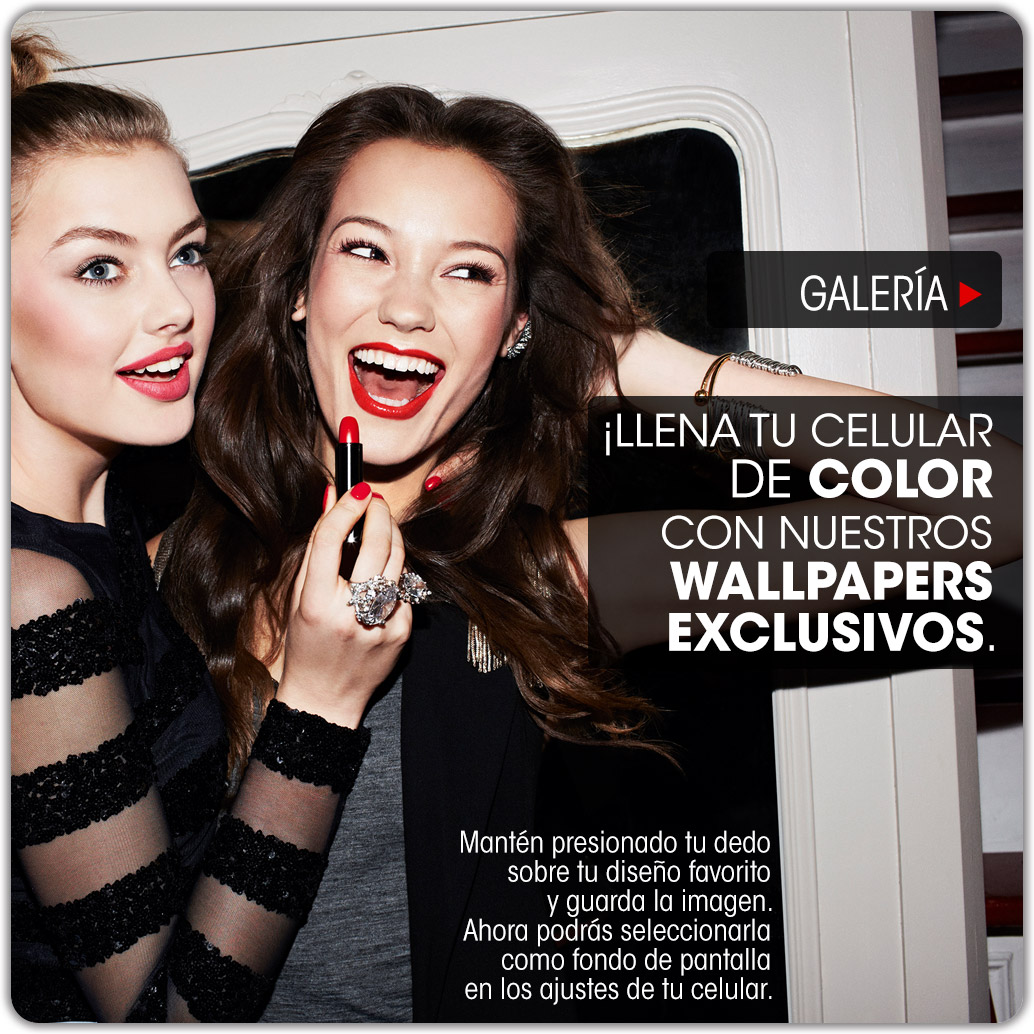 GALERÍA
¡LLENA TU CELULAR
DE COLOR
CON NUESTROS
WALLPAPERS
EXCLUSIVOS.
Mantén presionado tu dedo
sobre tu diseño favorito
y guarda la imagen.
Ahora podrás seleccionarla
como fondo de pantalla
en los ajustes de tu celular.